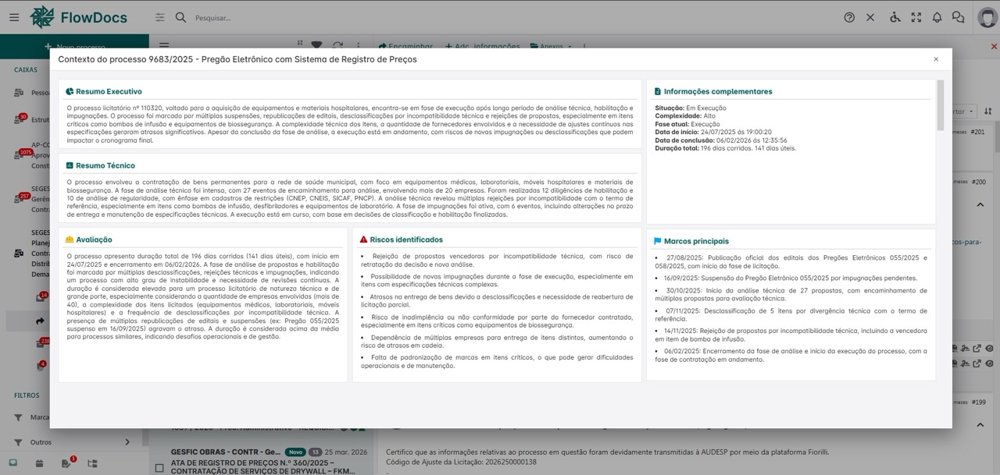 FlowDocs
Pesquisar...
Novo processo
Encaminhar
Adc. informações
Anexos
CAIXAS
Contexto do processo 9683/2025 - Pregão Eletrônico com Sistema de Registro de Preços
Resumo Executivo
O processo licitatório nº 110320, voltado para a aquisição de equipamentos e materiais hospitalares, encontra-se em fase de execução após longo período de análise técnica, habilitação e
impugnações. O processo foi marcado por múltiplas suspensões, republicações de editais, desclassificações por incompatibilidade técnica e rejeições de propostas, especialmente em itens
críticos como bombas de infusão e equipamentos de biossegurança. A complexidade técnica dos itens, a quantidade de fornecedores envolvidos e a necessidade de ajustes contínuos nas
especificações geraram atrasos significativos. Apesar da conclusão da fase de análise, a execução está em andamento, com riscos de novas impugnações ou desclassificações que podem
impactar o cronograma final.
Resumo Técnico
O processo envolveu a contratação de bens permanentes para a rede de saúde municipal, com foco em equipamentos médicos, laboratoriais, móveis hospitalares e materiais de
biossegurança. A fase de análise técnica foi intensa, com 27 eventos de encaminhamento para análise, envolvendo mais de 20 empresas. Foram realizadas 12 diligências de habilitação e
10 de análise de regularidade, com ênfase em cadastros de restrições (CNEP, CNEIS, SICAF, PNCP). A análise técnica revelou múltiplas rejeições por incompatibilidade com o termo de
referência, especialmente em itens como bombas de infusão, desfibriladores e equipamentos de laboratório. A fase de impugnações foi ativa, com 6 eventos, incluindo alterações no prazo
de entrega e manutenção de especificações técnicas. A execução está em curso, com base em decisões de classificação e habilitação finalizadas.
Avaliação
O processo apresenta duração total de 196 dias corridos (141 dias úteis), com início em
24/07/2025 e encerramento em 06/02/2026. A fase de análise de propostas e habilitação
foi marcada por múltiplas desclassificações, rejeições técnicas e impugnações, indicando
um processo com alto grau de instabilidade e necessidade de revisões contínuas. A
duração é considerada elevada para um processo licitatório de natureza técnica e de
grande porte, especialmente considerando a quantidade de empresas envolvidas (mais de
40), a complexidade dos itens licitados (equipamentos médicos, laboratoriais, móveis
hospitalares) e a frequência de desclassificações por incompatibilidade técnica. A
presença de múltiplas republicações de editais e suspensões (ex: Pregão 055/2025
suspenso em 16/09/2025) agravou o atraso. A duração é considerada acima da média
para processos similares, indicando desafios operacionais e de gestão.
Riscos identificados
• Rejeição de propostas vencedoras por incompatibilidade técnica, com risco de
retratação da decisão e nova análise.
• Possibilidade de novas impugnações durante a fase de execução, especialmente em
itens com especificações técnicas complexas.
• Atrasos na entrega de bens devido a desclassificações e necessidade de reabertura de
licitação parcial.
• Risco de inadimplência ou não conformidade por parte do fornecedor contratado,
especialmente em itens críticos como equipamentos de biossegurança.
• Dependência de múltiplas empresas para entrega de itens distintos, aumentando o
risco de atrasos em cadeia.
• Falta de padronização de marcas em itens críticos, o que pode gerar dificuldades
operacionais e de manutenção.
Informações complementares
Situação: Em Execução
Complexidade: Alto
Fase atual: Execução
Data de início: 24/07/2025 ás 19:00:20
Data de conclusão: 06/02/2026 ás 12:35:56
Duração total: 196 dias corridos. 141 dias úteis.
Marcos principais
• 27/08/2025: Publicação oficial dos editais dos Pregões Eletrônicos 055/2025 e
058/2025, com início da fase de licitação.
• 16/09/2025: Suspensão do Pregão Eletrônico 055/2025 por impugnações pendentes.
• 30/10/2025: Início da análise técnica de 27 propostas, com encaminhamento de
múltiplas propostas para avaliação técnica.
• 07/11/2025: Desclassificação de 5 itens por divergência técnica com o termo de
referência.
• 14/11/2025: Rejeição de propostas por incompatibilidade técnica, incluindo a vencedora
em item de bomba de infusão.
• 06/02/2025: Encerramento da fase de análise e início da execução do processo, com a
fase de contratação em andamento.
Pessoa
30
Estrut
1075
AP-CO
Aprov
Const
257
SEGES
Gerên
Contra
SEGES
Planej
Contra
Distrib
Dema
14
4
FILTROS
Marca
Outros
1
rtar
meses #201
meses #200
cos-para-
meses #199
GESFIC OBRAS - CONTR - Ge...
Novo
13
25 mar. 2026
ATA DE REGISTRO DE PREÇOS N.º 360/2025 –
CONTRATAÇÃO DE SERVIÇOS DE DRYWALL – FKM...
Certifico que as informações relativas ao processo em questão foram devidamente transmitidas à AUDESP por meio da plataforma Fiorilli.
Código de Ajuste da Licitação: 2026250000138